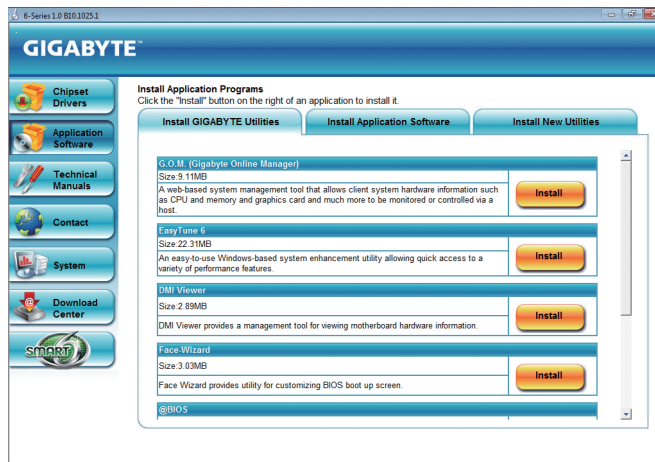 6-Series 1.0 B10.1025.1
GIGABYTE™
Chipset
Drivers
Application
Software
Technical
Manuals
Contact
System
Download
Center
SMART 6
Install Application Programs
Click the "Install" button on the right of an application to install it.
Install GIGABYTE Utilities
Install Application Software
Install New Utilities
G.O.M. (Gigabyte Online Manager)
Size:9.11MB
A web-based system management tool that allows client system hardware information such
as CPU and memory and graphics card and much more to be monitored or controlled via a
host.
Install
EasyTune 6
Size:22.31MB
An easy-to-use Windows-based system enhancement utility allowing quick access to a
variety of performance features.
Install
DMI Viewer
Size:2.89MB
DMI Viewer provides a management tool for viewing motherboard hardware information.
Install
Face-Wizard
Size:3.03MB
Face Wizard provides utility for customizing BIOS boot up screen.
Install
@BIOS